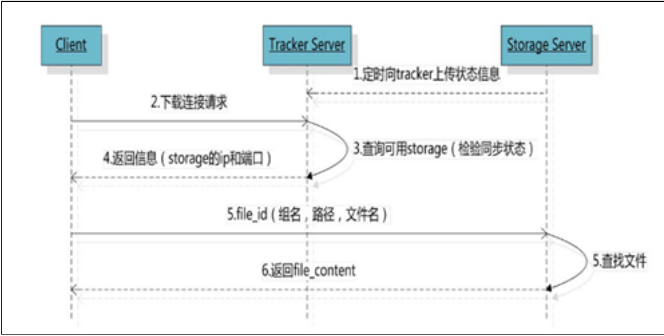 Client
Tracker Server
Storage Server
1.定时向tracker上传状态信息
2.下载连接请求
3.查询可用storage（检验同步状态）
4.返回信息（storage的ip和端口）
5.file_id（组名，路径，文件名）
5.查找文件
6.返回file_content